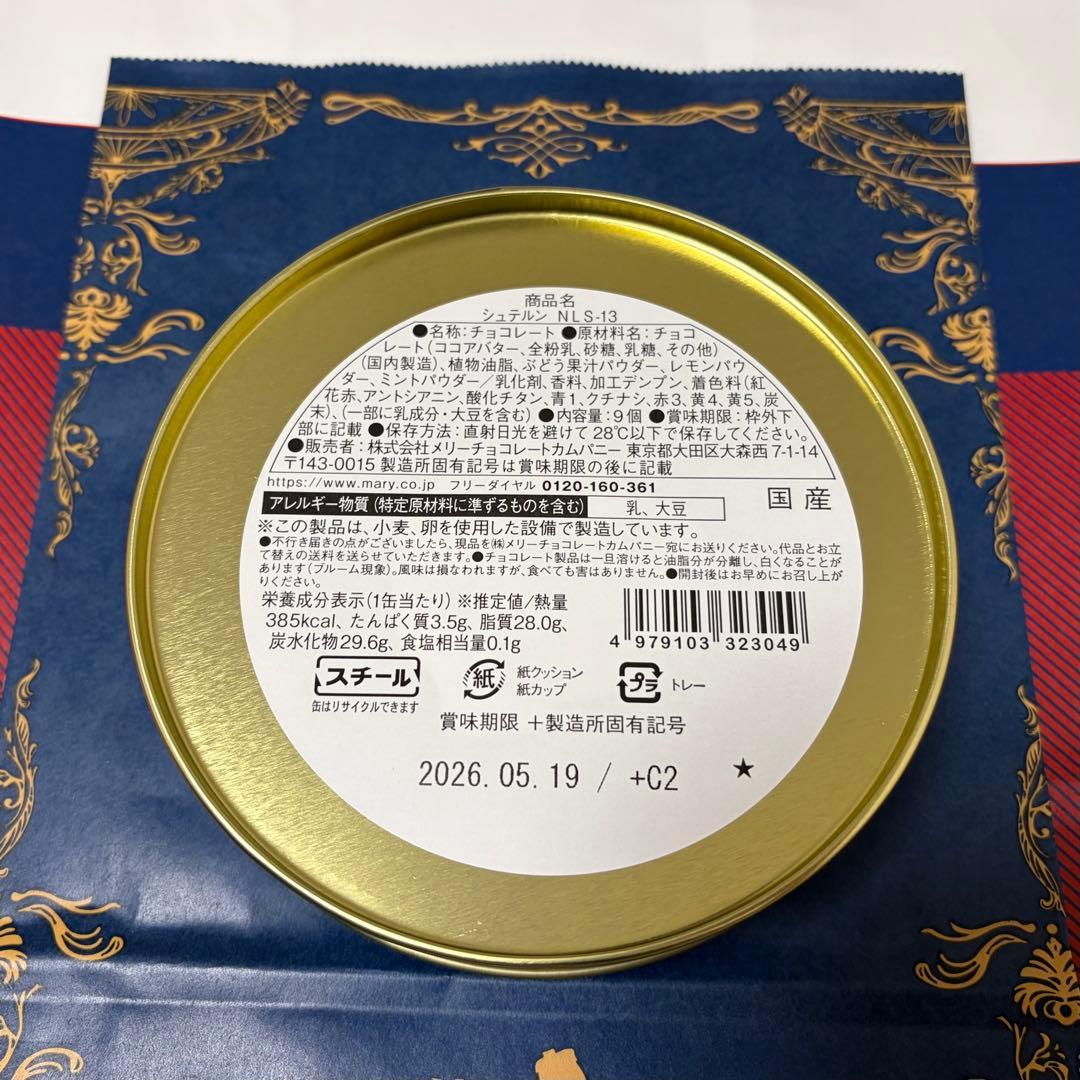 商品名
シュテルン NLS-13
●名称：チョコレート ●原材料名：チョコ
レート（ココアバター、全粉乳、砂糖、乳糖、その他）
（国内製造）、植物油脂、ぶどう果汁パウダー、レモンパウ
ダー、ミントパウダー／乳化剤、香料、加工デンプン、着色料（紅
花赤、アントシアニン、酸化チタン、青1、クチナシ、赤3、黄4、黄5、炭
末）、（一部に乳成分・大豆を含む） ●内容量：9個 ●賞味期限：枠外下
部に記載 ●保存方法：直射日光を避けて28℃以下で保存してください。
●販売者：株式会社メリーチョコレートカムパニー 東京都大田区大森西7-1-14
〒143-0015 製造所固有記号は賞味期限の後に記載
https://www.mary.co.jp フリーダイヤル 0120-160-361
アレルギー物質（特定原材料に準ずるものを含む） 乳、大豆
国産
※この製品は、小麦、卵を使用した設備で製造しています。
●不行き届きの点がございましたら、現品を㈱メリーチョコレートカムパニー宛にお送りください。代品とお立
て替えの送料を送らせていただきます。●チョコレート製品は一旦溶けると油脂分が分離し、白くなることが
あります（ブルーム現象）。風味は損なわれますが、食べても害はありません。●開封後はお早めにお召し上が
りください。
栄養成分表示（1缶当たり）※推定値/熱量
385kcal、たんぱく質3.5g、脂質28.0g、
炭水化物29.6g、食塩相当量0.1g
4 979103 323049
スチール
缶はリサイクルできます
紙
紙クッション
紙カップ
プラ
トレー
賞味期限 ＋製造所固有記号
2026.05.19 / +C2 ★